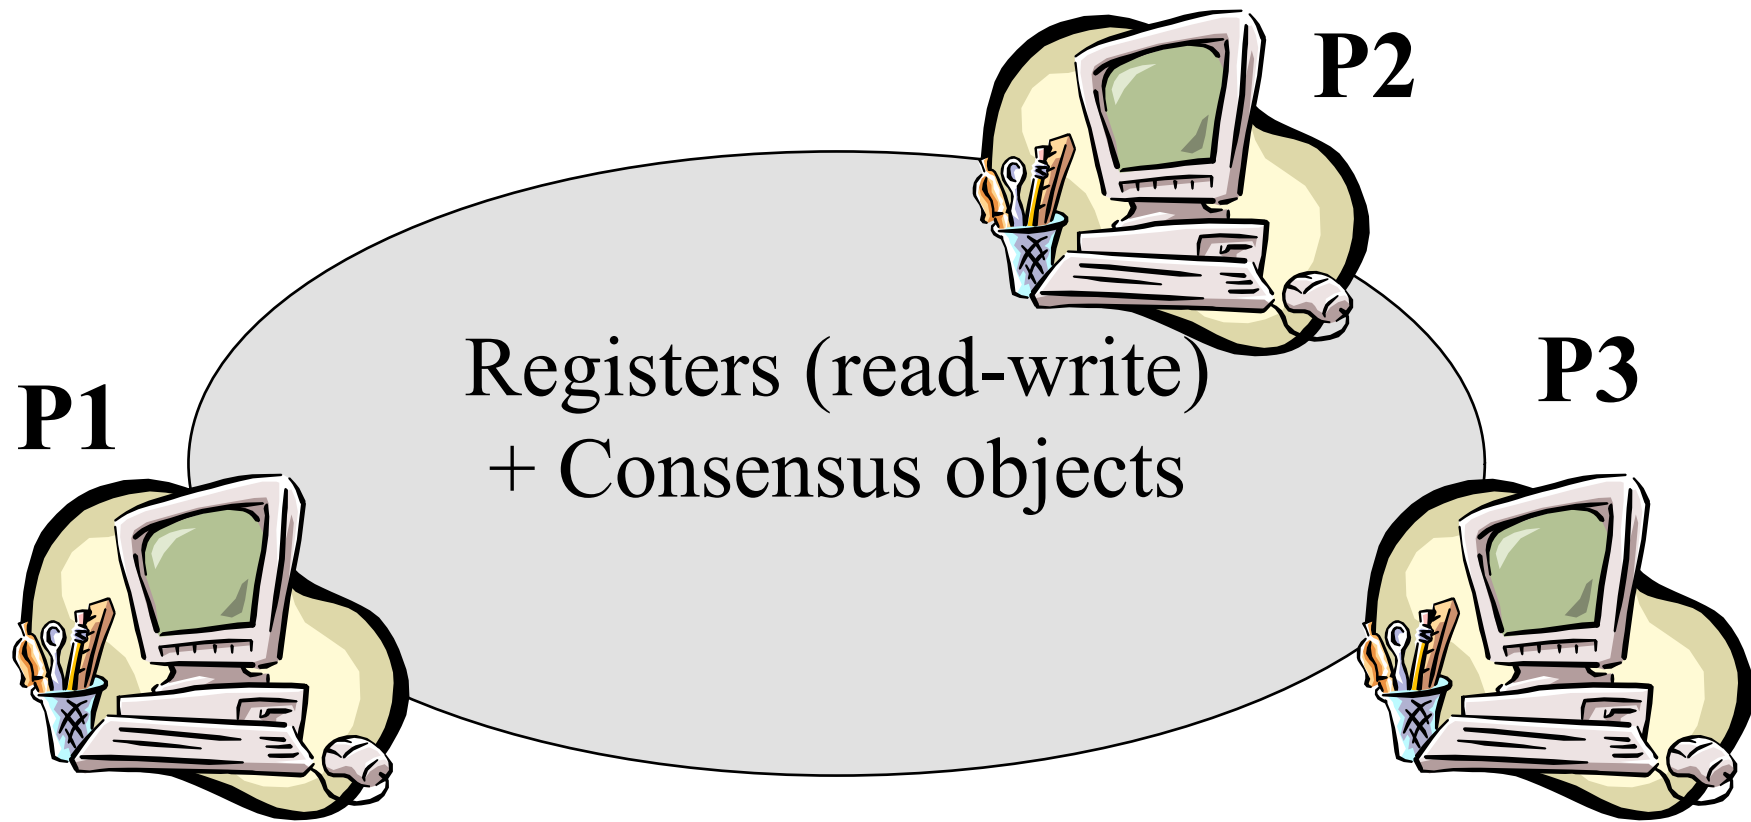 P2
Registers (read-write)
+ Consensus objects
P1
P3